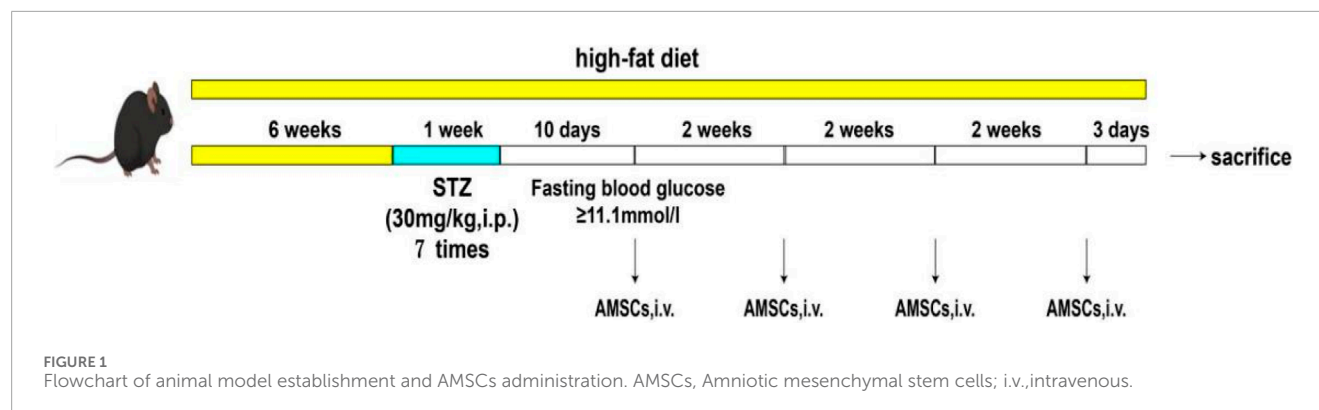 high-fat diet
6 weeks 1 week 10 days 2 weeks 2 weeks 2 weeks 3 days
sacrifice
STZ
(30mg/kg,i.p.)
7 times
Fasting blood glucose
≥11.1mmol/l
AMSCs,i.v. AMSCs,i.v. AMSCs,i.v. AMSCs,i.v.
FIGURE 1
Flowchart of animal model establishment and AMSCs administration. AMSCs, Amniotic mesenchymal stem cells; i.v.,intravenous.